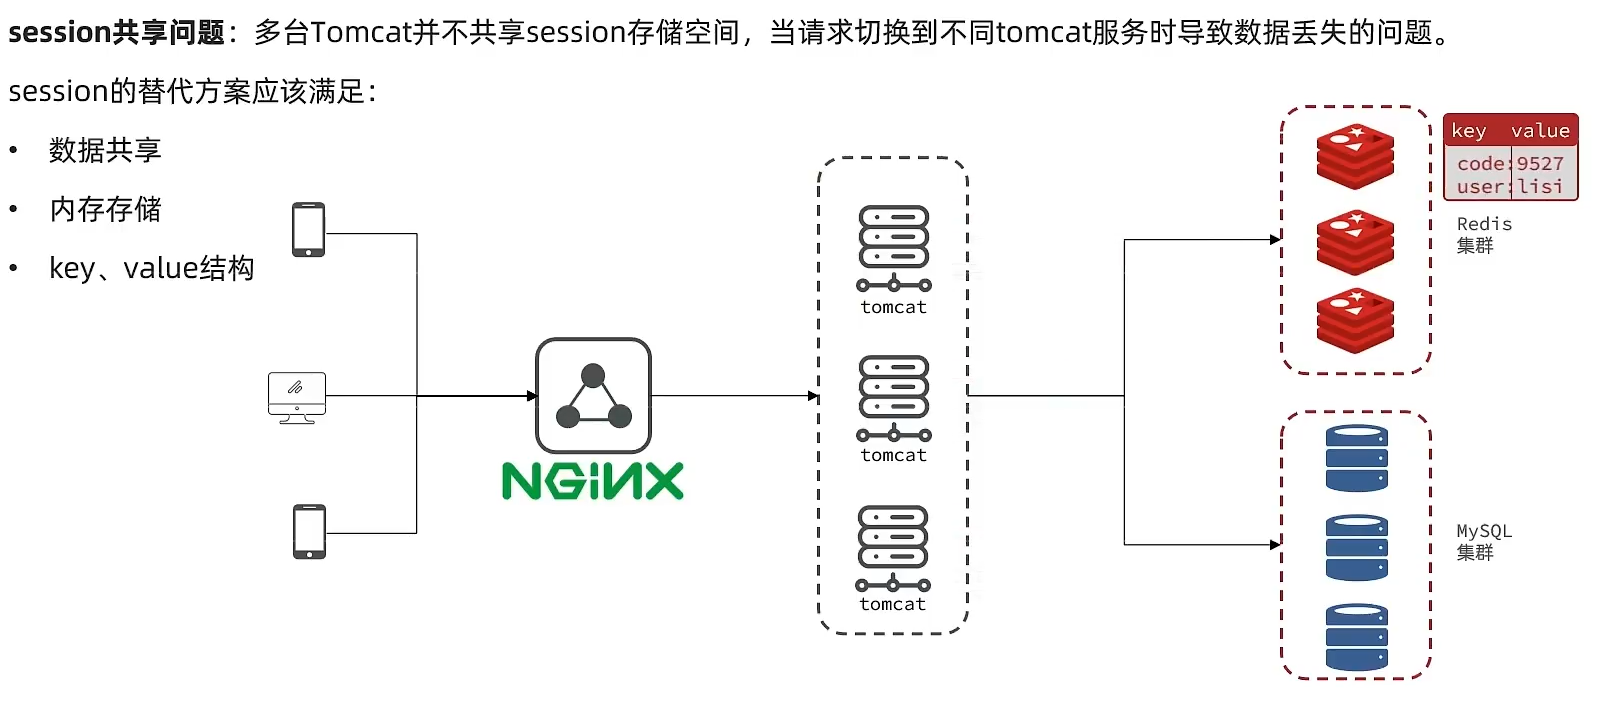 session共享问题：多台Tomcat并不共享session存储空间，当请求切换到不同tomcat服务时导致数据丢失的问题。
session的替代方案应该满足：
• 数据共享
• 内存存储
• key、value结构
NGINX
tomcat
tomcat
tomcat
key value
code:9527
user:lisi
Redis
集群
MySQL
集群